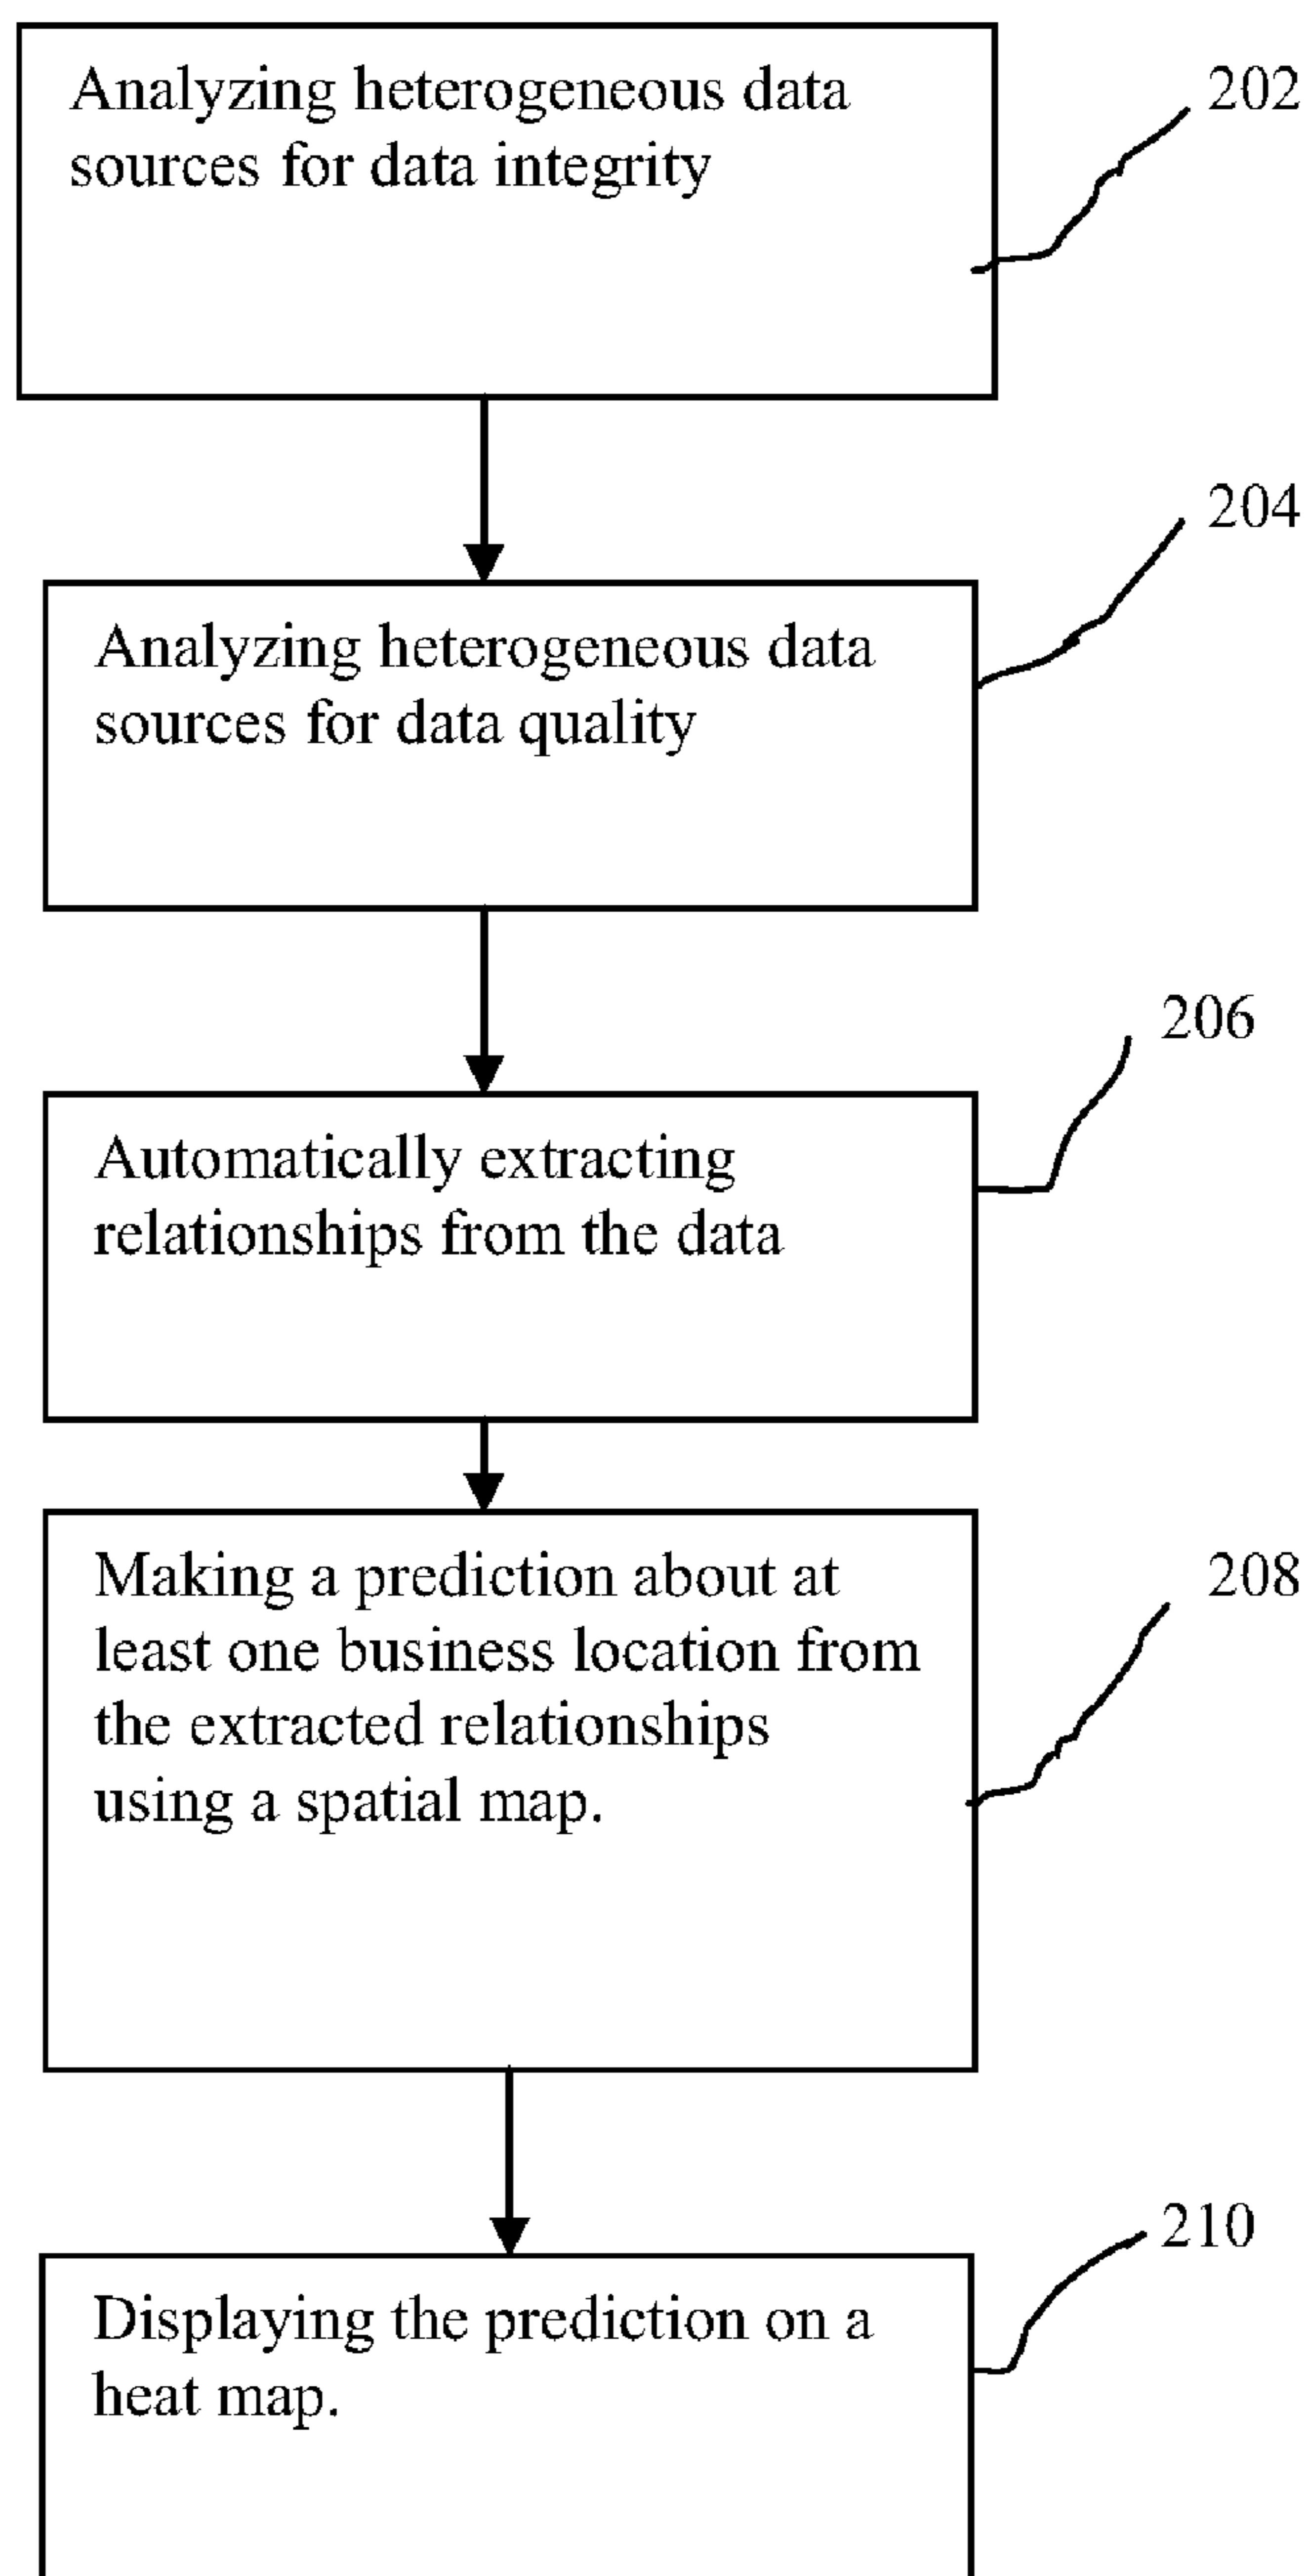 Analyzing heterogeneous data
sources for data integrity
202
Analyzing heterogeneous data
sources for data quality
204
Automatically extracting
relationships from the data
206
Making a prediction about at
least one business location from
the extracted relationships
using a spatial map.
208
Displaying the prediction on a
heat map.
210